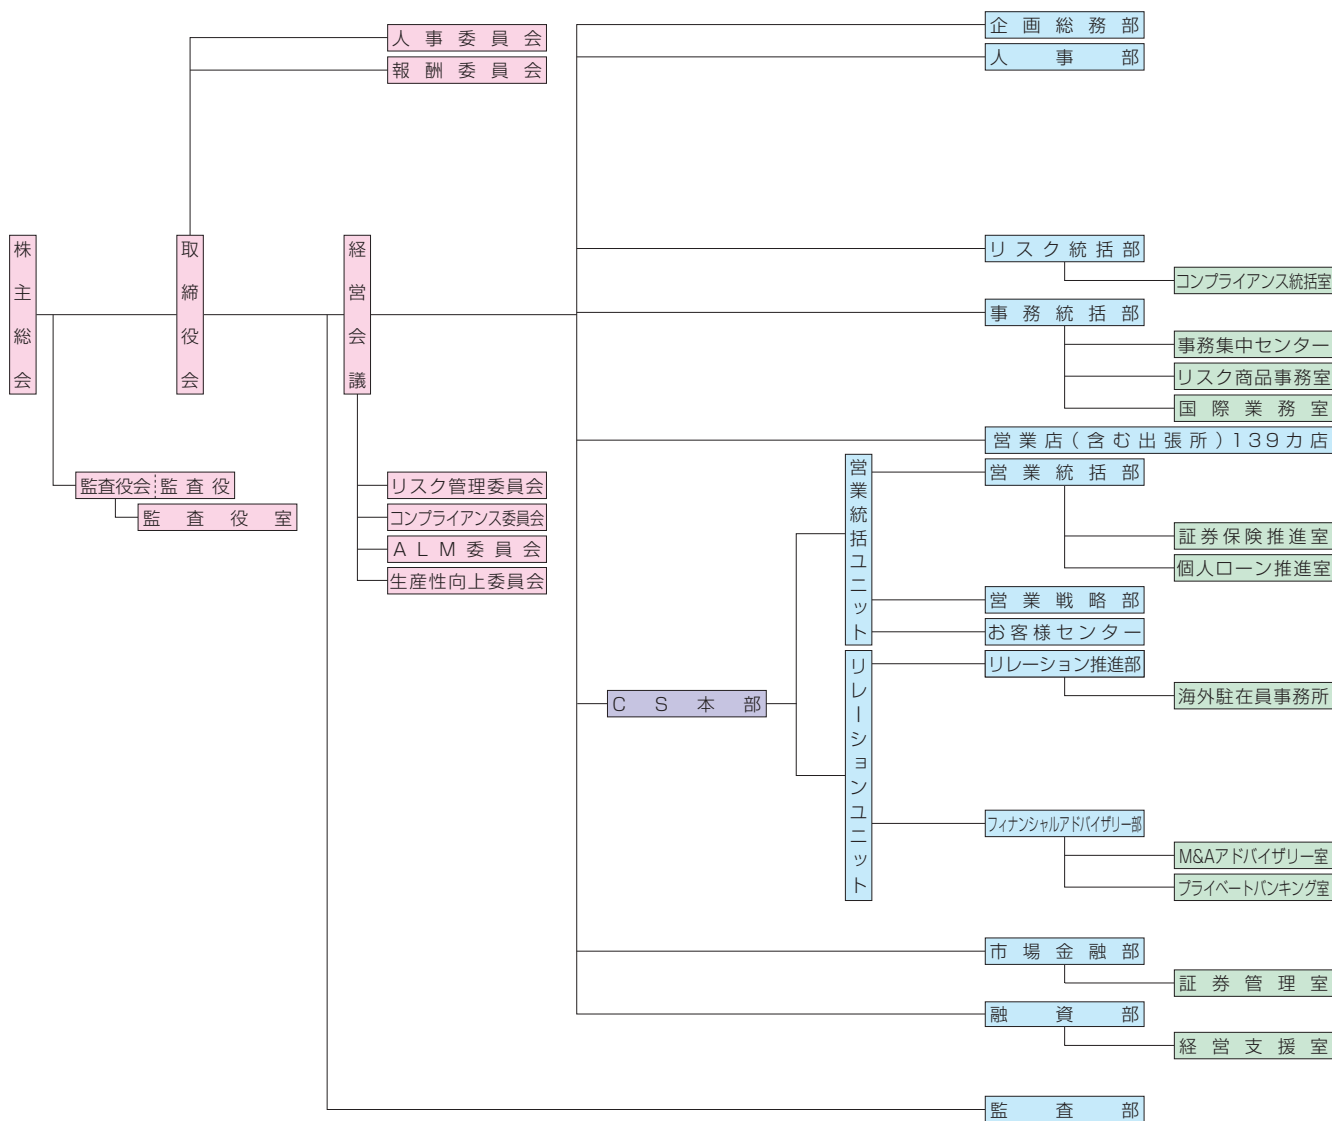 株主総会
監査役会 監査役
監査役室
取締役会
人事委員会
報酬委員会
経営会議
リスク管理委員会
コンプライアンス委員会
ALM委員会
生産性向上委員会
企画総務部
人事部
リスク統括部
コンプライアンス統括室
事務統括部
事務集中センター
リスク商品事務室
国際業務室
営業店(含む出張所)139カ店
CS本部
営業統括ユニット
営業統括部
証券保険推進室
個人ローン推進室
営業戦略部
お客様センター
リレーションユニット
リレーション推進部
海外駐在員事務所
フィナンシャルアドバイザリー部
M&Aアドバイザリー室
プライベートバンキング室
市場金融部
証券管理室
融資部
経営支援室
監査部